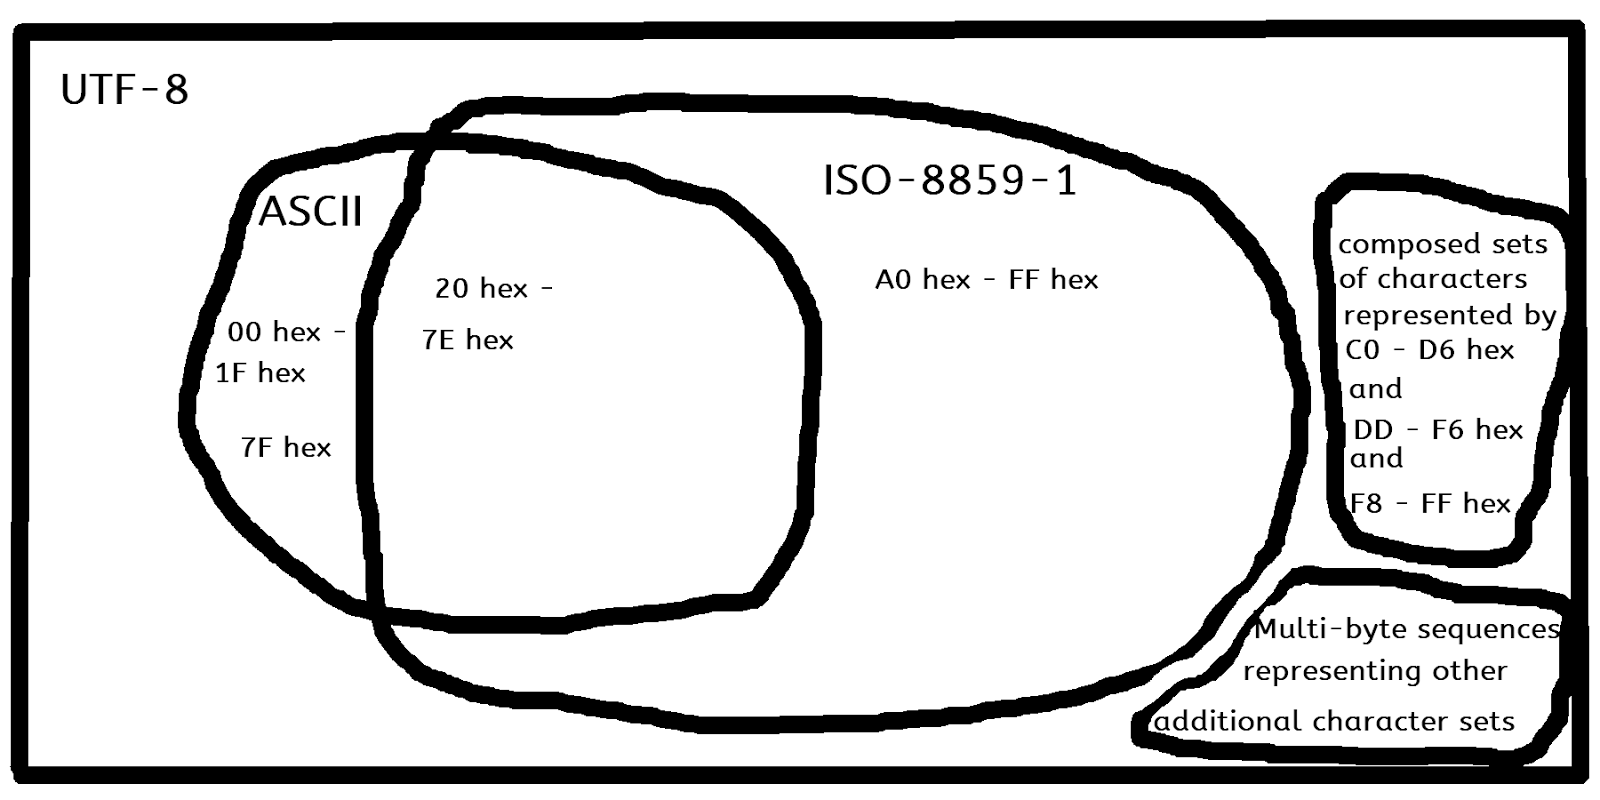 UTF-8
ASCII
ISO-8859-1
00 hex -
1F hex
7F hex
20 hex -
7E hex
A0 hex - FF hex
composed sets
of characters
represented by
C0 - D6 hex
and
DD - F6 hex
and
F8 - FF hex
Multi-byte sequences
representing other
additional character sets